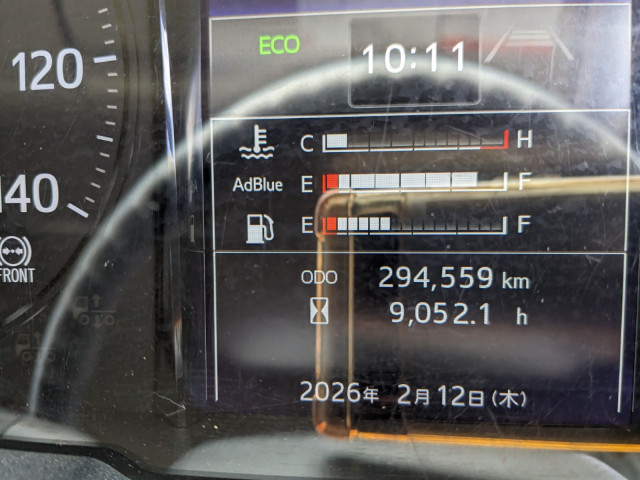 120
ECO
10:11
C H
140
AdBlue E F
E F
FRONT
ODO 294,559 km
9,052.1 h
2026年 2月12日(木)